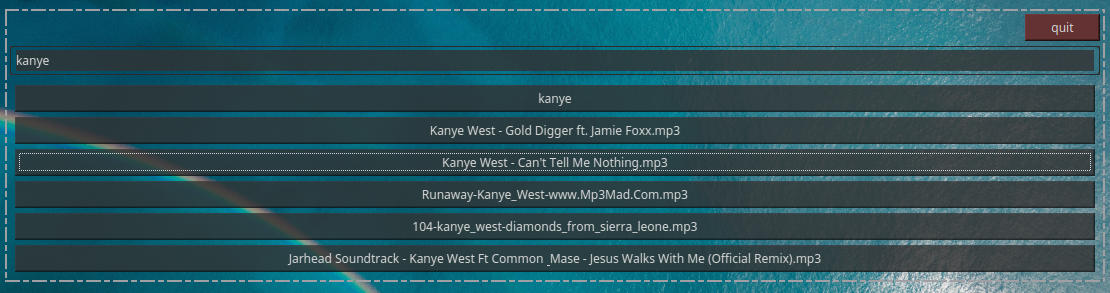 quit
kanye
kanye
Kanye West - Gold Digger ft. Jamie Foxx.mp3
Kanye West - Can't Tell Me Nothing.mp3
Runaway-Kanye_West-www.Mp3Mad.Com.mp3
104-kanye_west-diamonds_from_sierra_leone.mp3
Jarhead Soundtrack - Kanye West Ft Common _Mase - Jesus Walks With Me (Official Remix).mp3